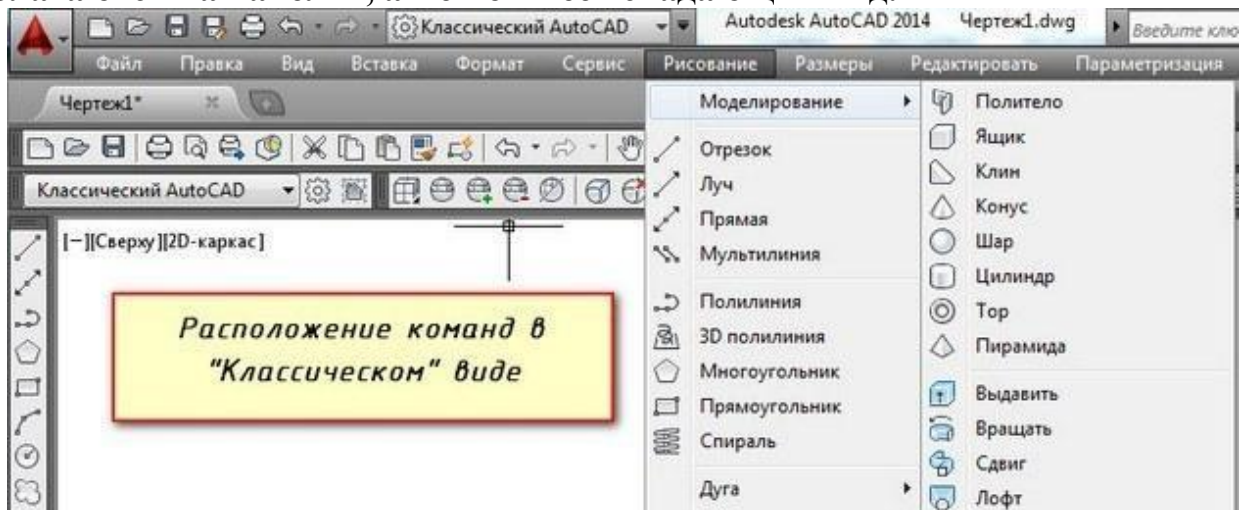 Классический AutoCAD
Autodesk AutoCAD 2014 Чертеж1.dwg
Введите клю
Файл Правка Вид Вставка Формат Сервис Рисование Размеры Редактировать Параметризация
Чертеж1*
Классический AutoCAD
[−][Сверху][2D-каркас]
Расположение команд в
"Классическом" виде
Моделирование
Отрезок
Луч
Прямая
Мультилиния
Полилиния
3D полилиния
Многоугольник
Прямоугольник
Спираль
Дуга
Политело
Ящик
Клин
Конус
Шар
Цилиндр
Тор
Пирамида
Выдавить
Вращать
Сдвиг
Лофт